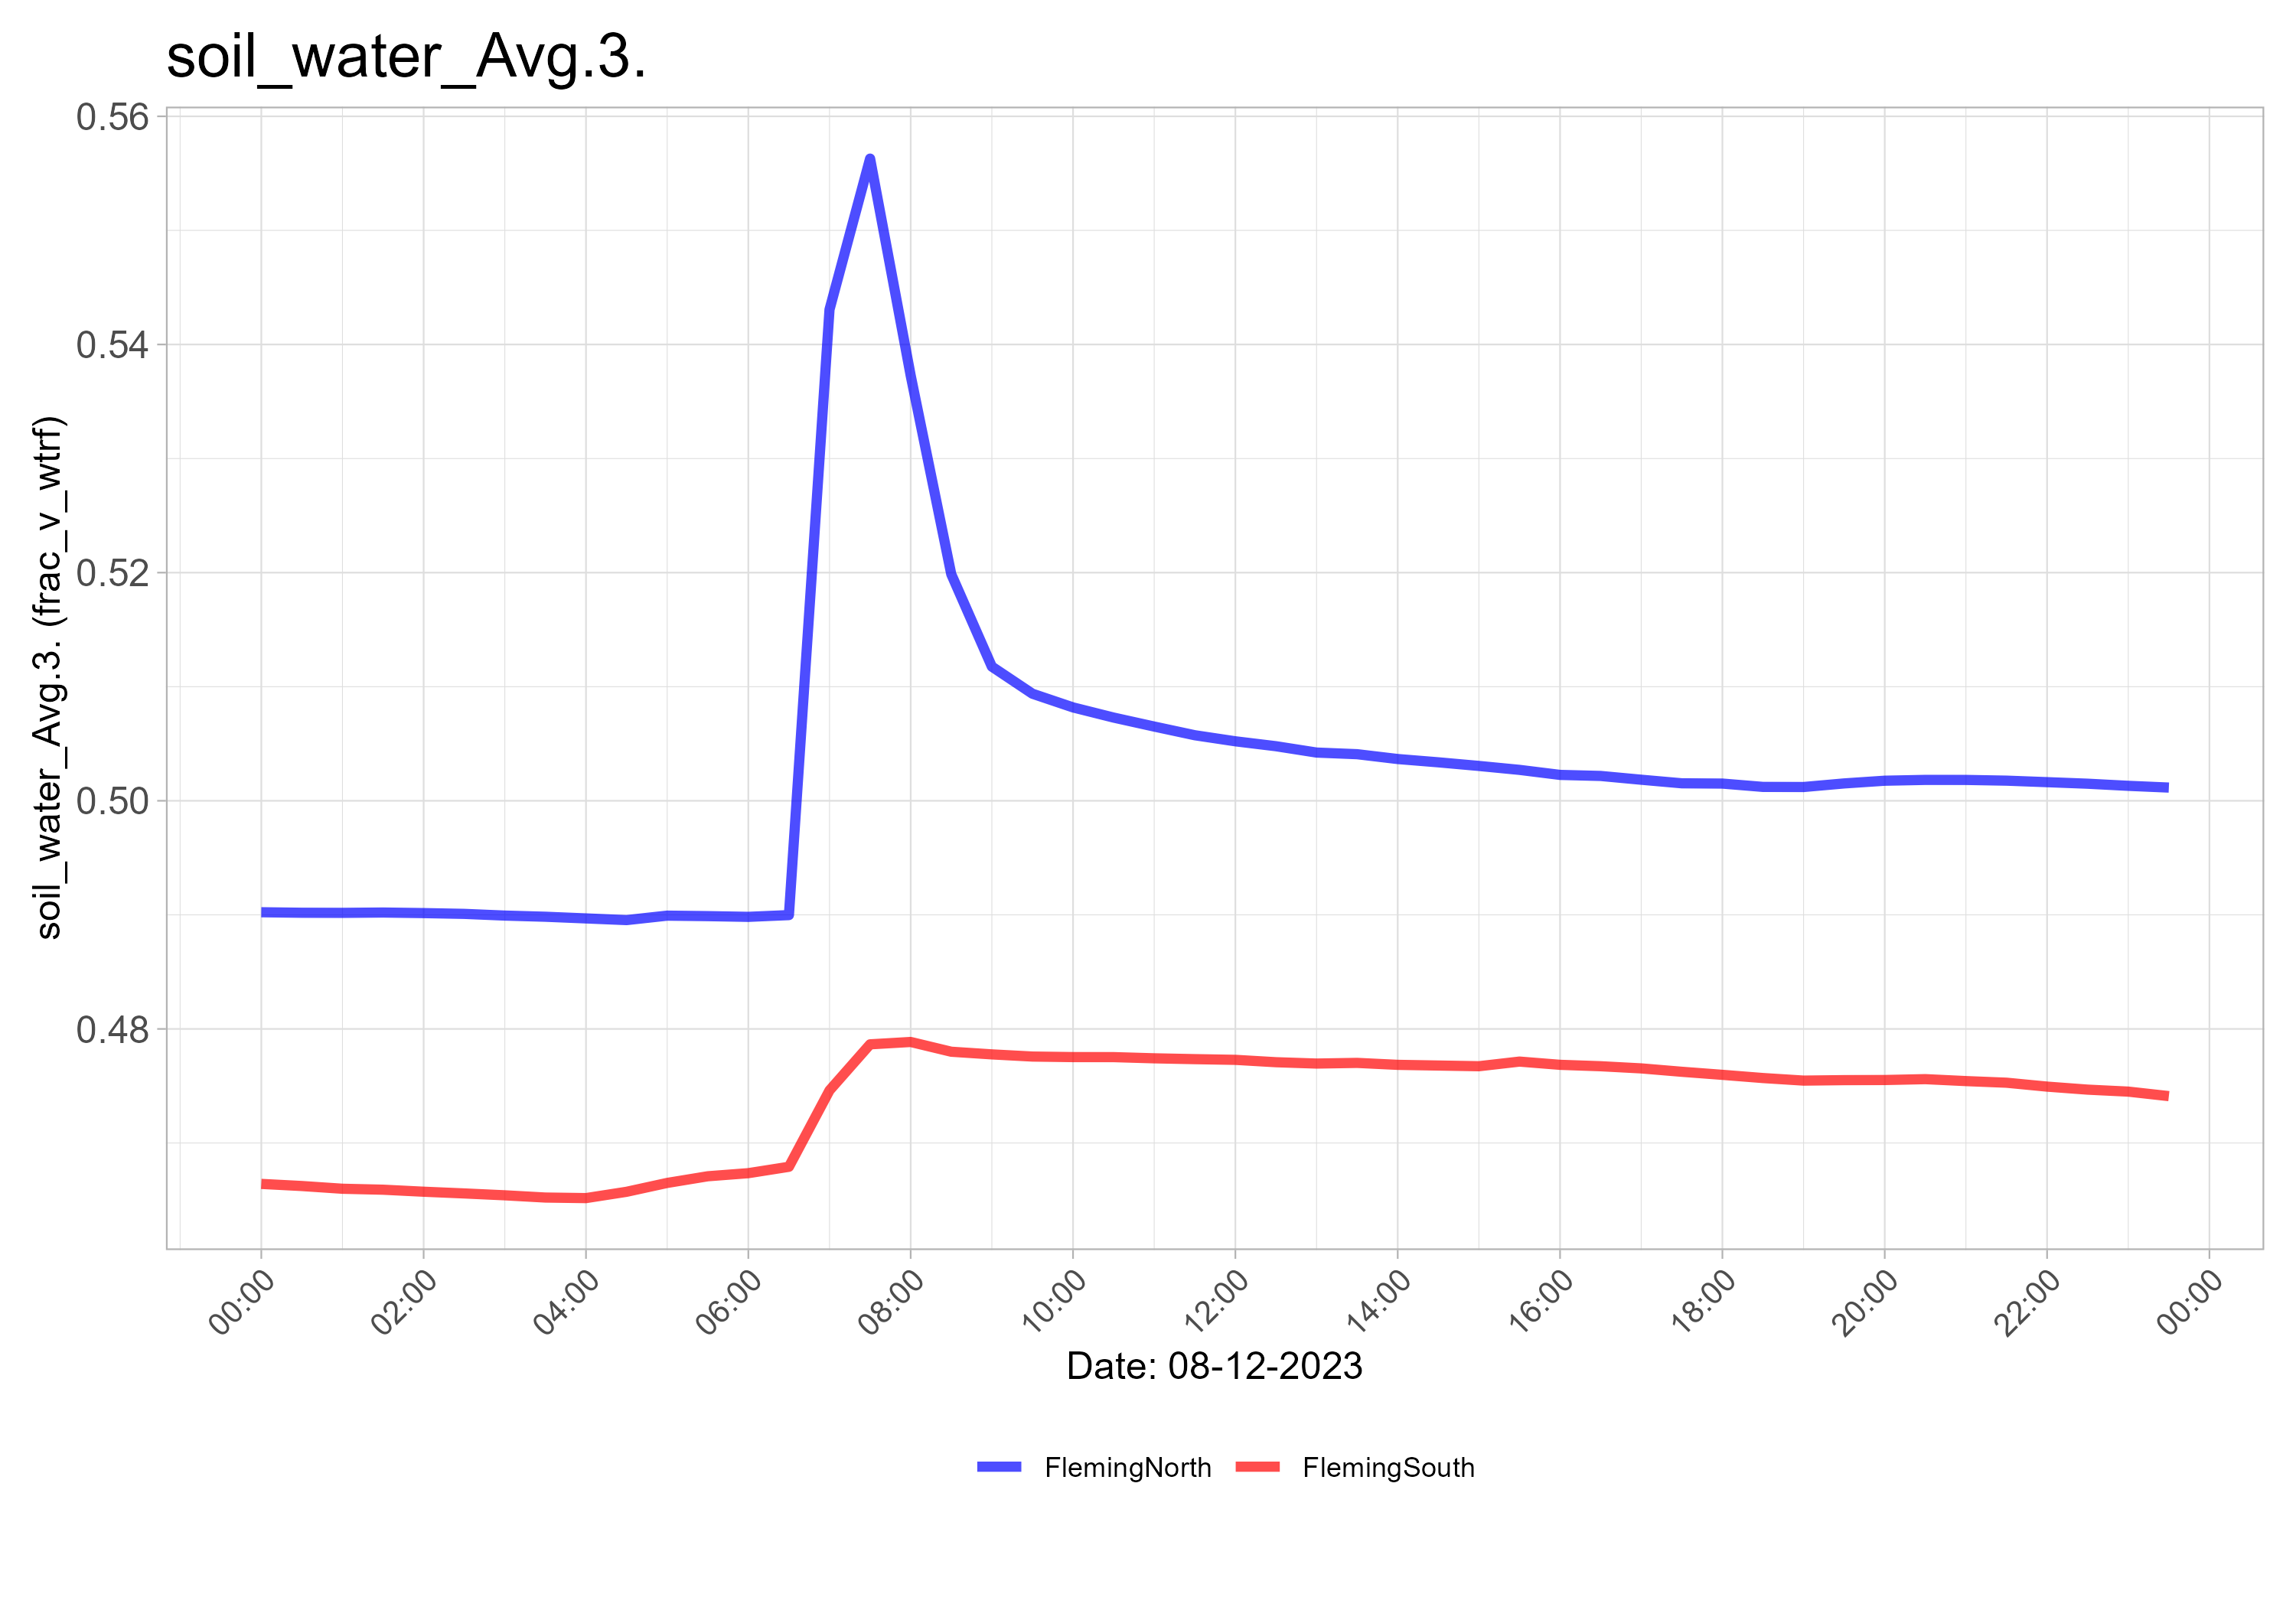 soil_water_Avg.3.
soil_water_Avg.3. (frac_v_wtrf)
0.56
0.54
0.52
0.50
0.48
00:00 02:00 04:00 06:00 08:00 10:00 12:00 14:00 16:00 18:00 20:00 22:00 00:00
Date: 08-12-2023
FlemingNorth FlemingSouth